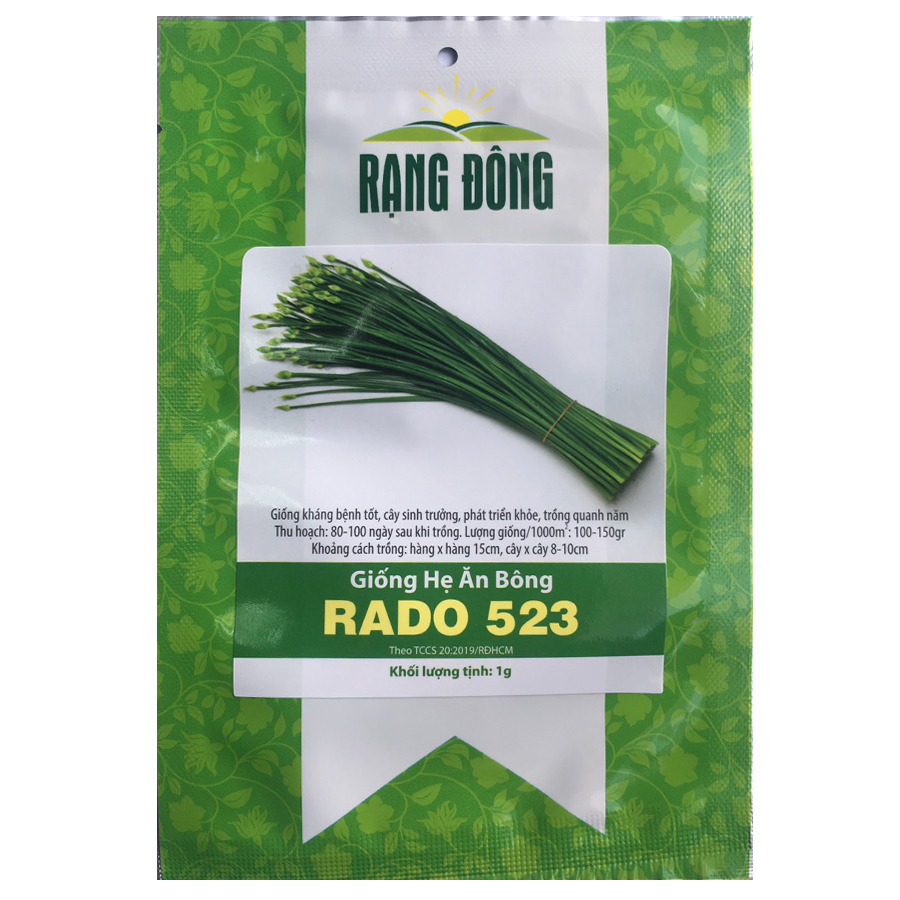 RẠNG ĐÔNG
Giống kháng bệnh tốt, cây sinh trưởng, phát triển khỏe, trồng quanh năm
Thu hoạch: 80-100 ngày sau khi trồng. Lượng giống/1000m²: 100-150gr
Khoảng cách trồng: hàng x hàng 15cm, cây x cây 8-10cm
Giống Hẹ Ăn Bông
RADO 523
Theo TCCS 20:2019/RĐHCM
Khối lượng tịnh: 1g